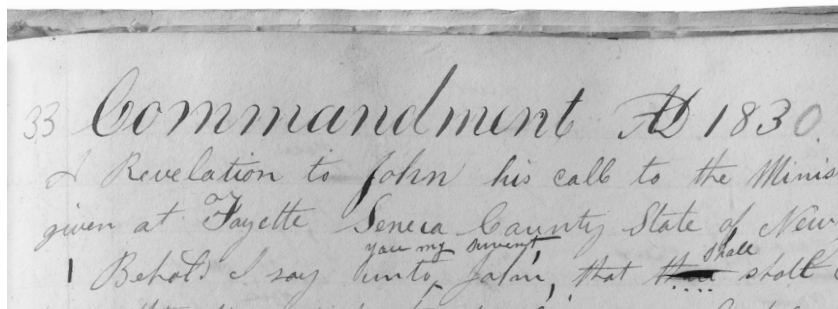 33 Commandment AD 1830
A Revelation to John his call to the Minis
given at Fayette Seneca County State of New
you my servent, shall
1 Behold I say unto John, that thou shalt